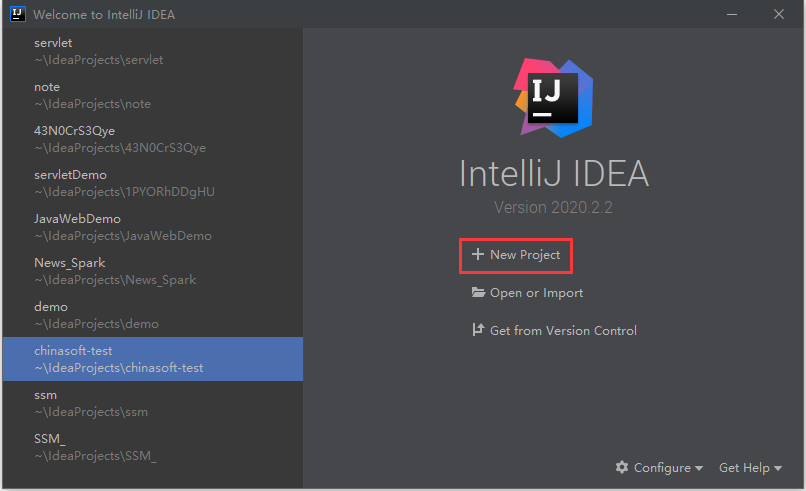 Welcome to IntelliJ IDEA
servlet
~\IdeaProjects\servlet
note
~\IdeaProjects\note
43N0CrS3Qye
~\IdeaProjects\43N0CrS3Qye
servletDemo
~\IdeaProjects\1PYORhDDgHU
JavaWebDemo
~\IdeaProjects\JavaWebDemo
News_Spark
~\IdeaProjects\News_Spark
demo
~\IdeaProjects\demo
chinasoft-test
~\IdeaProjects\chinasoft-test
ssm
~\IdeaProjects\ssm
SSM_
~\IdeaProjects\SSM_
IJ
IntelliJ IDEA
Version 2020.2.2
New Project
Open or Import
Get from Version Control
Configure
Get Help